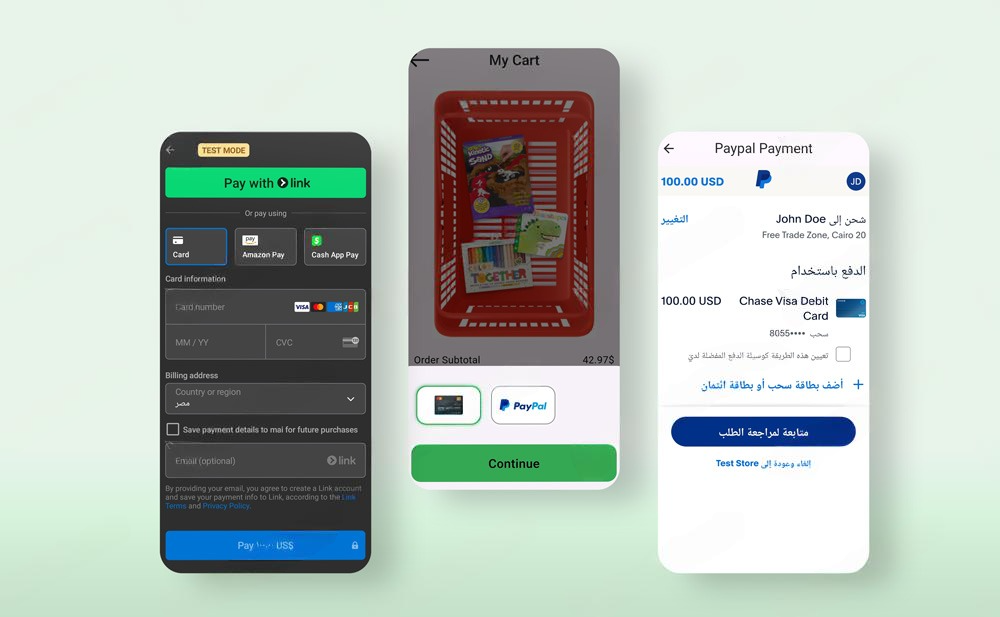 TEST MODE
Pay with link
Or pay using
Card
Amazon Pay
Cash App Pay
Card information
Card number
VISA
MM / YY
CVC
Billing address
Country or region
مصر
Save payment details to mai for future purchases
Email (optional)
link
By providing your email, you agree to create a Link account
and save your payment info to Link, according to the Link
Terms and Privacy Policy.
Pay ١٠٠٫٠٠ US$
My Cart
Kinetic
SAND
COLOUR
TOGETHER
Order Subtotal
42.97$
PayPal
Continue
Paypal Payment
100.00 USD
JD
شحن إلى John Doe
التغيير
Free Trade Zone, Cairo 20
الدفع باستخدام
100.00 USD
Chase Visa Debit
Card
سحب ••••8055
تعيين هذه الطريقة كوسيلة الدفع المفضلة لديّ
+ أضف بطاقة سحب أو بطاقة ائتمان
متابعة لمراجعة الطلب
إلغاء وعودة إلى Test Store